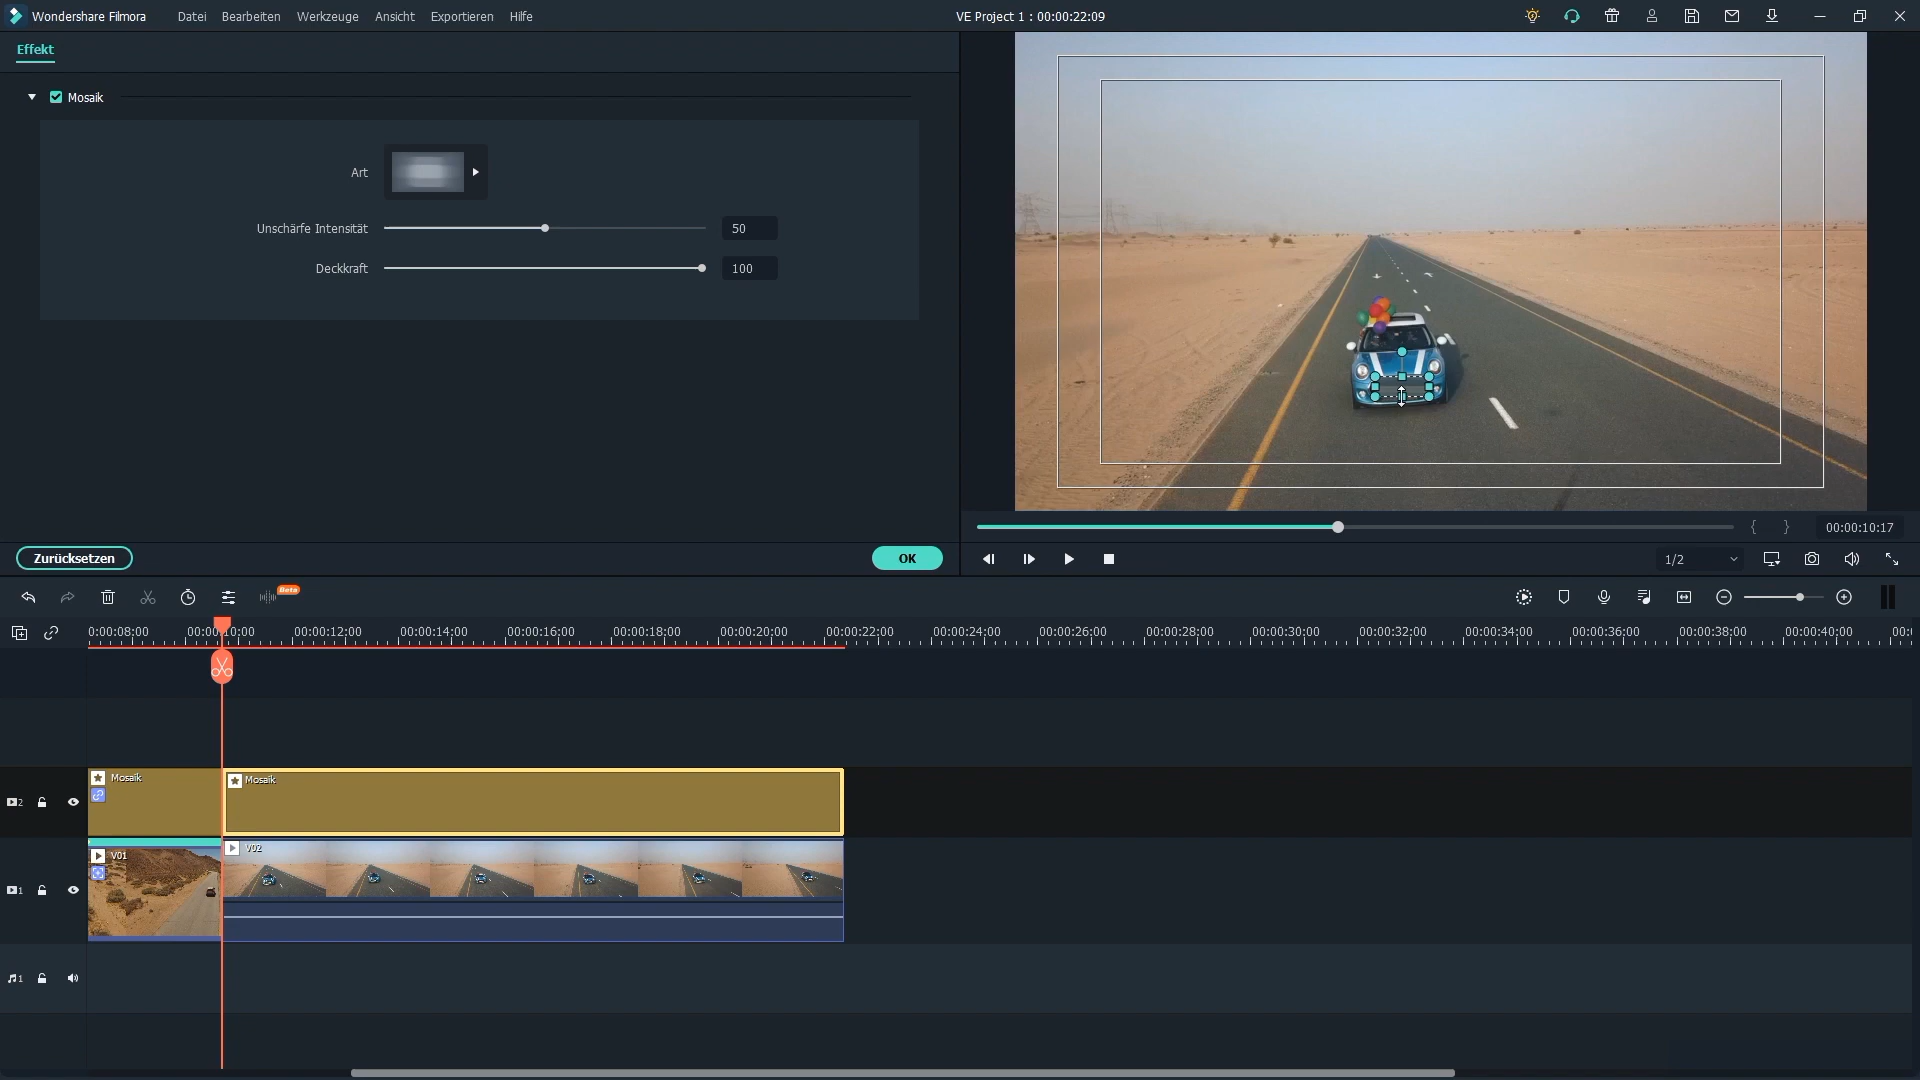 Wondershare Filmora Datei Bearbeiten Werkzeuge Ansicht Exportieren Hilfe VE Project 1 : 00:00:22:09
Effekt
Mosaik
Art
Unschärfe Intensität 50
Deckkraft 100
{ } 00:00:10:17
Zurücksetzen OK 1/2
Beta
0:00:08:00 00:00:10:00 00:00:12:00 00:00:14:00 00:00:16:00 00:00:18:00 00:00:20:00 00:00:22:00 00:00:24:00 00:00:26:00 00:00:28:00 00:00:30:00 00:00:32:00 00:00:34:00 00:00:36:00 00:00:38:00 00:00:40:00 00:0
Mosaik Mosaik
2
V01 V02
1
1